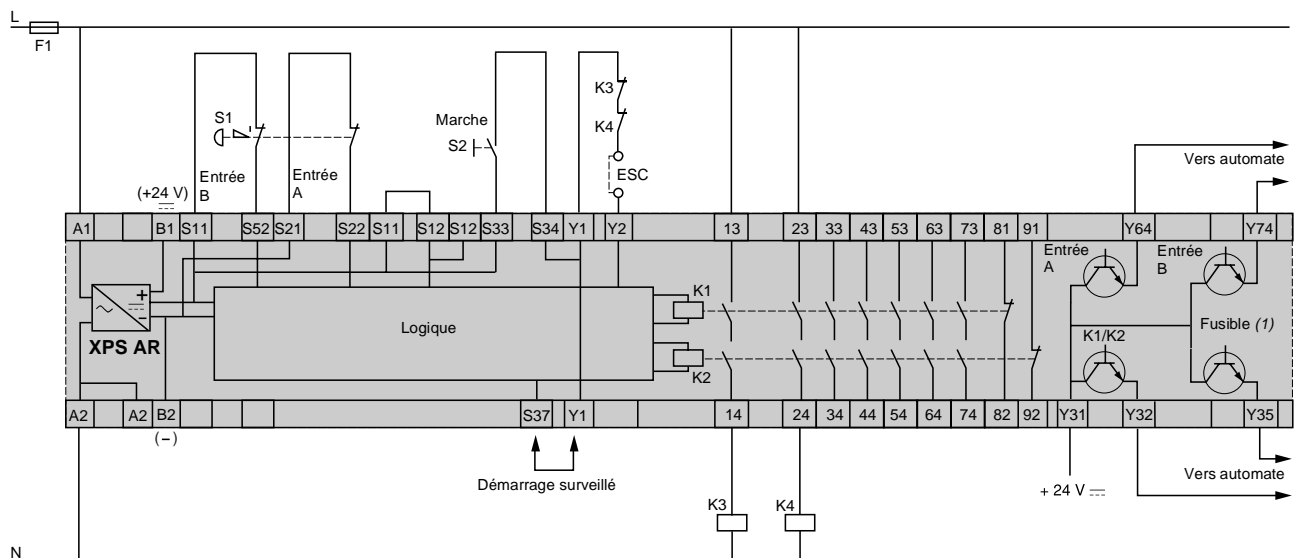 L
F1
K3
S1
Marche
K4
S2
Vers automate
Entrée
B
Entrée
A
ESC
(+24 V)
A1 B1 S11 S52 S21 S22 S11 S12 S12 S33 S34 Y1 Y2 13 23 33 43 53 63 73 81 91 Y64 Y74
Entrée
A
Entrée
B
+
−
K1
Logique
Fusible (1)
XPS AR
K1/K2
K2
A2 A2 B2 S37 Y1 14 24 34 44 54 64 74 82 92 Y31 Y32 Y35
(−)
Démarrage surveillé
Vers automate
+ 24 V
K3
K4
N